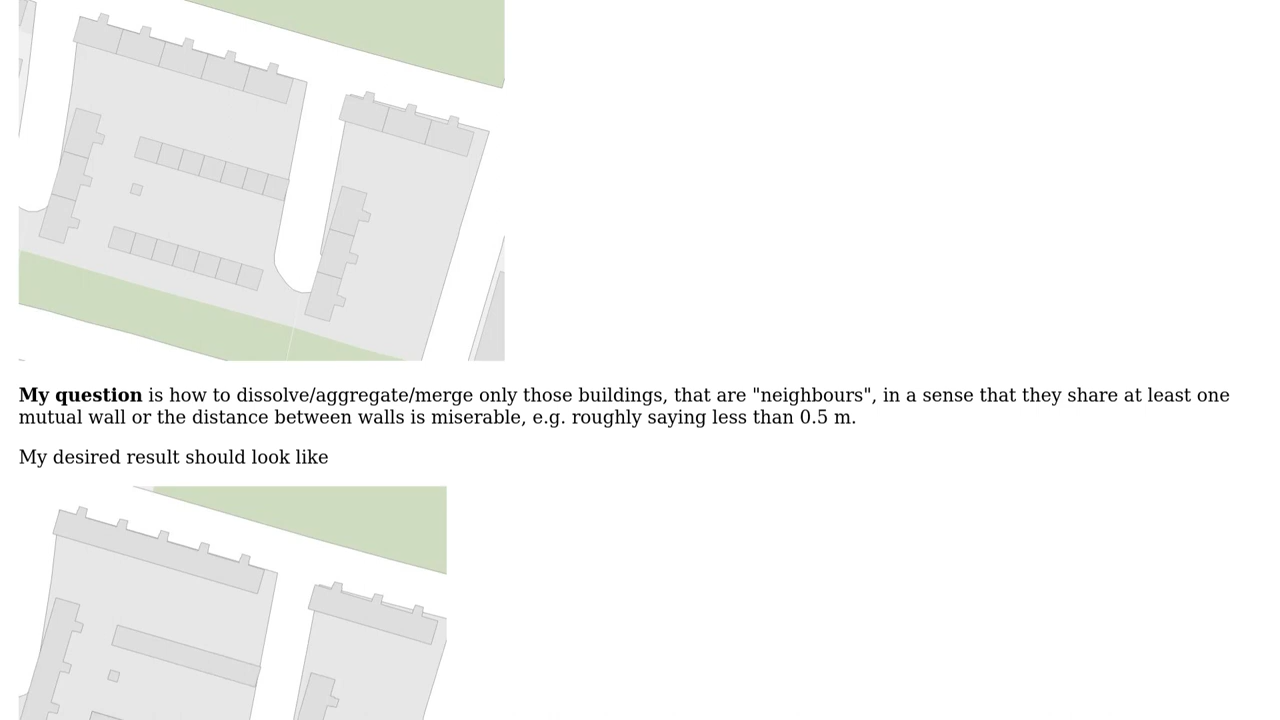 My question is how to dissolve/aggregate/merge only those buildings, that are "neighbours", in a sense that they share at least one
mutual wall or the distance between walls is miserable, e.g. roughly saying less than 0.5 m.
My desired result should look like